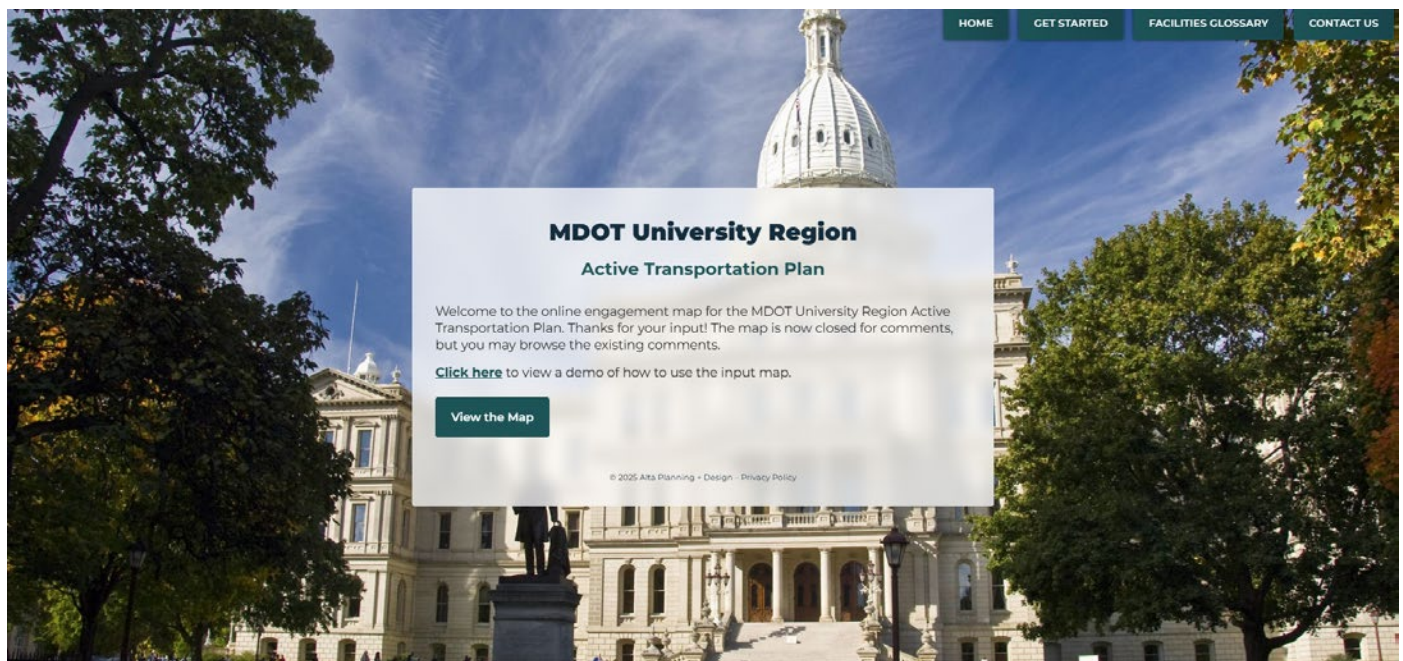 HOME GET STARTED FACILITIES GLOSSARY CONTACT US
MDOT University Region
Active Transportation Plan
Welcome to the online engagement map for the MDOT University Region Active
Transportation Plan. Thanks for your input! The map is now closed for comments,
but you may browse the existing comments.
Click here to view a demo of how to use the input map.
View the Map
© 2025 Alta Planning + Design - Privacy Policy